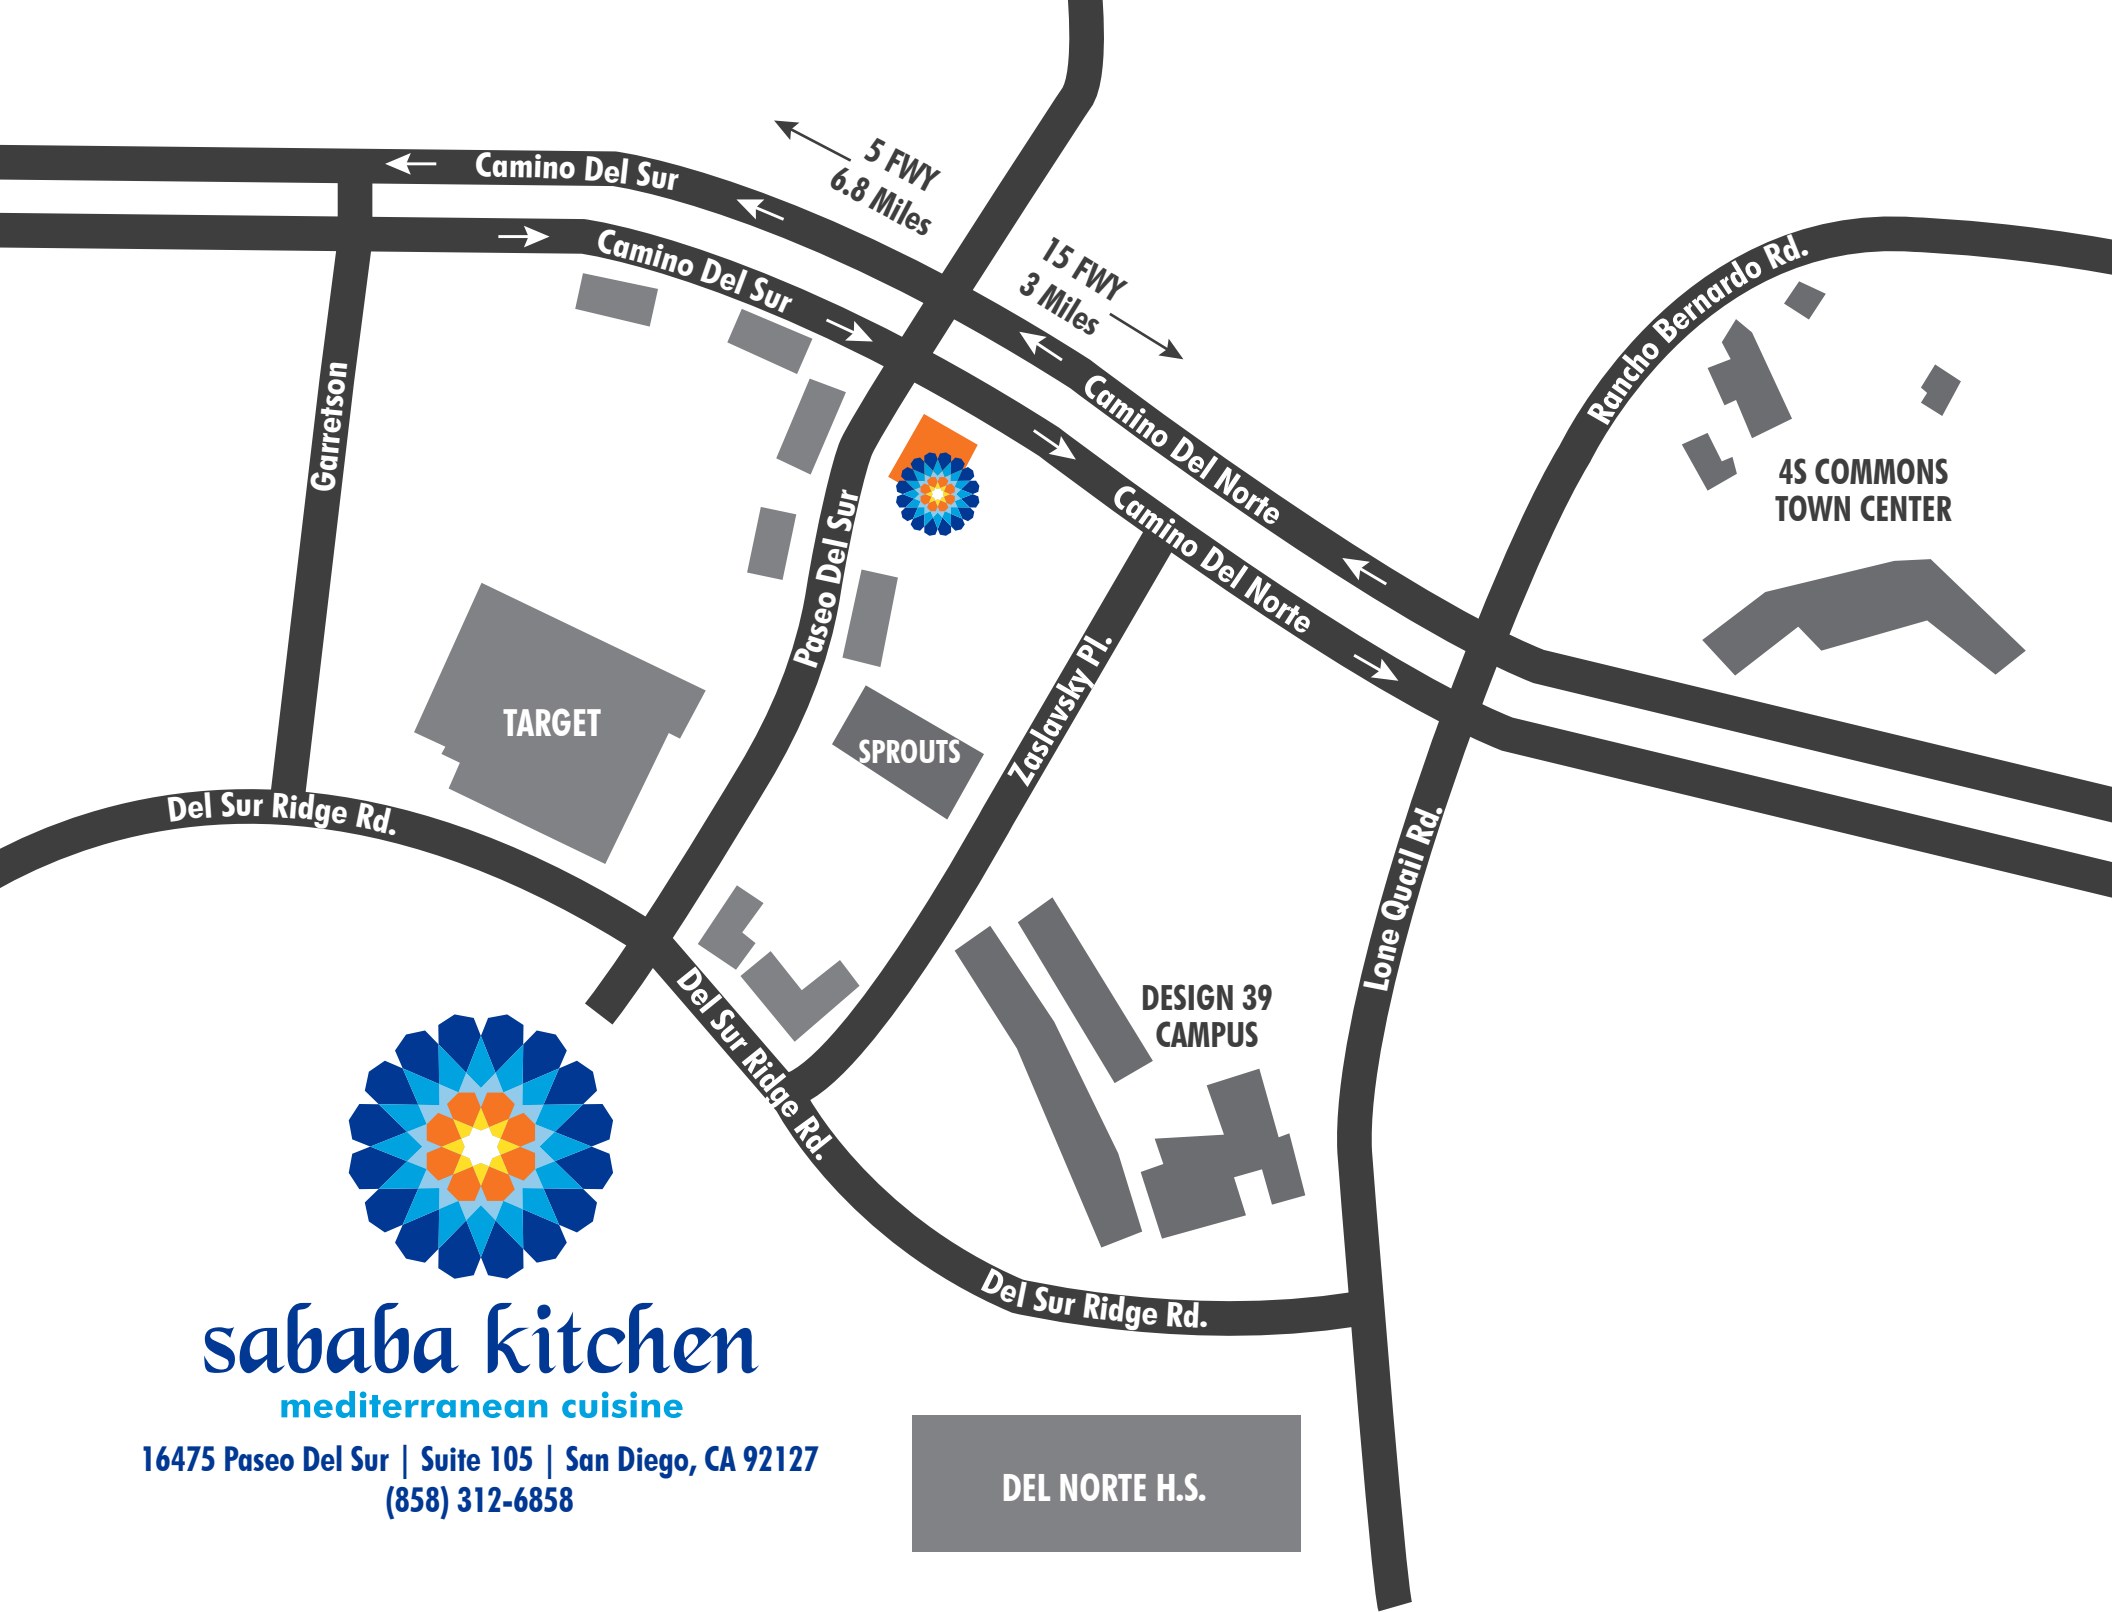 5 FWY
6.8 Miles
Camino Del Sur
Camino Del Sur
15 FWY
3 Miles
Rancho Bernardo Rd.
Camino Del Norte
Camino Del Norte
Garretson
Paseo Del Sur
4S COMMONS
TOWN CENTER
Zaslavsky Pl.
TARGET
SPROUTS
Del Sur Ridge Rd.
Lone Quail Rd.
Del Sur Ridge Rd.
DESIGN 39
CAMPUS
Del Sur Ridge Rd.
sababa kitchen
mediterranean cuisine
16475 Paseo Del Sur | Suite 105 | San Diego, CA 92127
(858) 312-6858
DEL NORTE H.S.